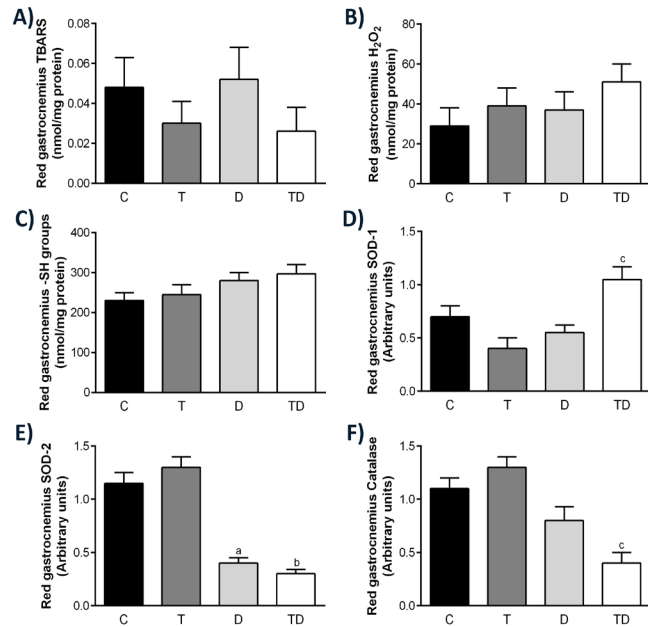 A)
Red gastrocnemius TBARS
(nmol/mg protein)
0.08
0.06
0.04
0.02
0.00
C T D TD
B)
Red gastrocnemius H₂O₂
(nmol/mg protein)
80
60
40
20
0
C T D TD
C)
Red gastrocnemius -SH groups
(nmol/mg protein)
400
300
200
100
0
C T D TD
D)
Red gastrocnemius SOD-1
(Arbitrary units)
1.5
1.0
0.5
0.0
c
C T D TD
E)
Red gastrocnemius SOD-2
(Arbitrary units)
1.5
1.0
0.5
0.0
a
b
C T D TD
F)
Red gastrocnemius Catalase
(Arbitrary units)
1.5
1.0
0.5
0.0
c
C T D TD